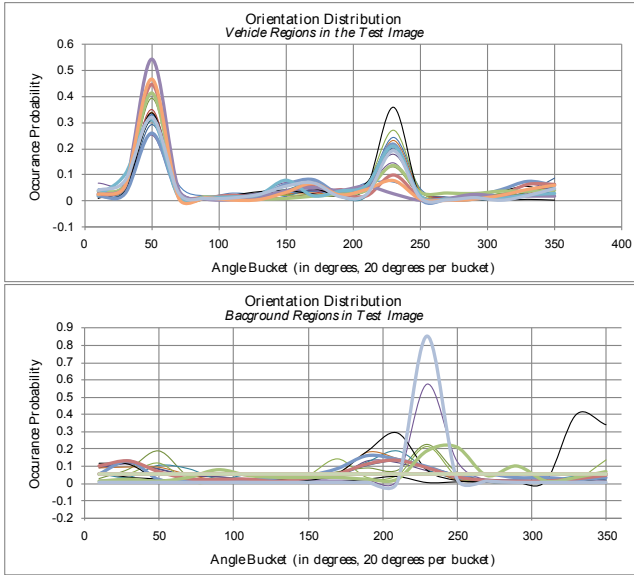 Orientation Distribution
Vehicle Regions in the Test Image
0.6
0.5
0.4
0.3
0.2
0.1
0
-0.1
Occurance Probability
0 50 100 150 200 250 300 350 400
Angle Bucket (in degrees, 20 degrees per bucket)
Orientation Distribution
Bacground Regions in Test Image
0.9
0.8
0.7
0.6
0.5
0.4
0.3
0.2
0.1
0
-0.1
-0.2
Occurance Probability
0 50 100 150 200 250 300 350
Angle Bucket (in degrees, 20 degrees per bucket)